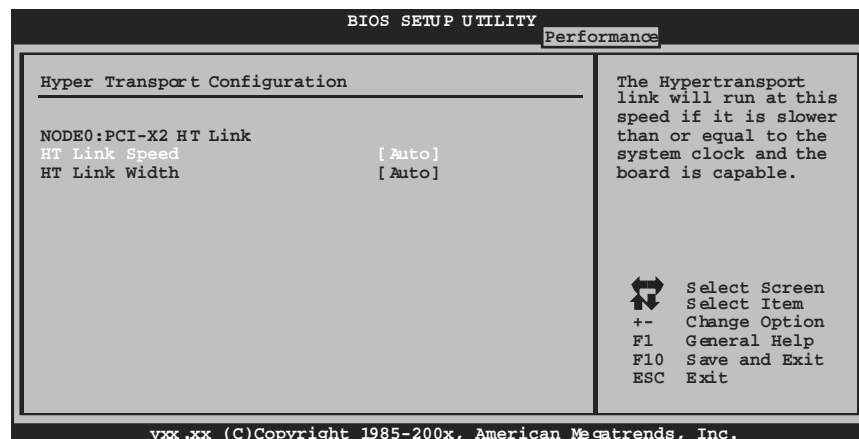 BIOS SETUP UTILITY
Performance
Hyper Transport Configuration
NODE0:PCI-X2 HT Link
HT Link Speed [Auto]
HT Link Width [Auto]
The Hypertransport
link will run at this
speed if it is slower
than or equal to the
system clock and the
board is capable.
Select Screen
Select Item
+- Change Option
F1 General Help
F10 Save and Exit
ESC Exit
vxx.xx (C)Copyright 1985-200x, American Megatrends, Inc.